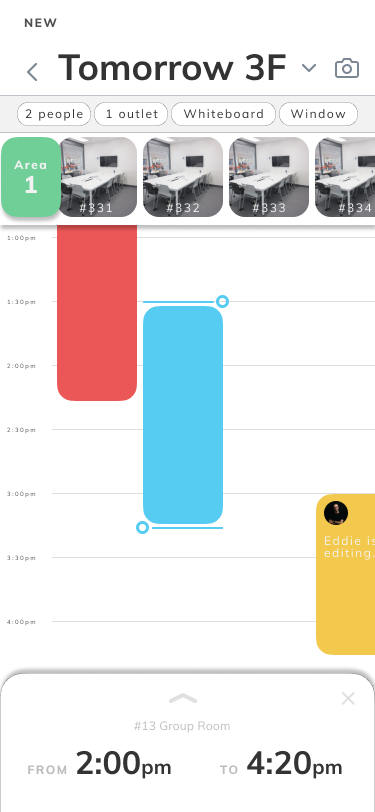 NEW
Tomorrow 3F
2 people 1 outlet Whiteboard Window
Area
1
#331 #332 #333 #334
1:00pm
1:30pm
2:00pm
2:30pm
3:00pm
Eddie is
editing.
3:30pm
4:00pm
#13 Group Room
FROM 2:00pm TO 4:20pm